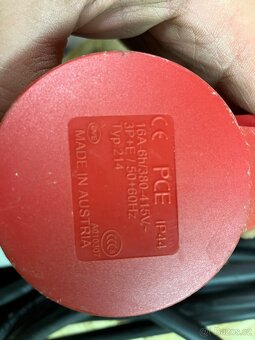 CE PCE IP44
16A-6h/380-415V~
3P+E / 50+60Hz
Typ 214
MADE IN AUSTRIA